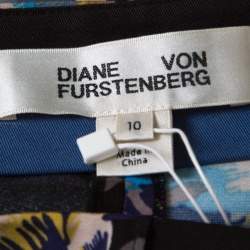 DIANE VON
FURSTENBERG
10
Made in
China